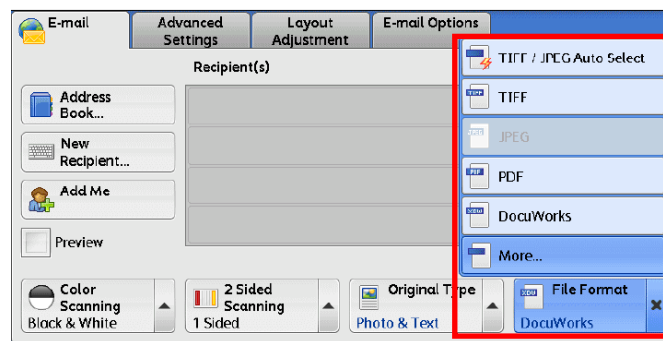 E-mail
Advanced
Settings
Layout
Adjustment
E-mail Options
Recipient(s)
Address
Book...
New
Recipient...
Add Me
Preview
TIFF / JPEG Auto Select
TIFF
JPEG
PDF
DocuWorks
More...
Color
Scanning
Black & White
2 Sided
Scanning
1 Sided
Original Type
Photo & Text
File Format
DocuWorks